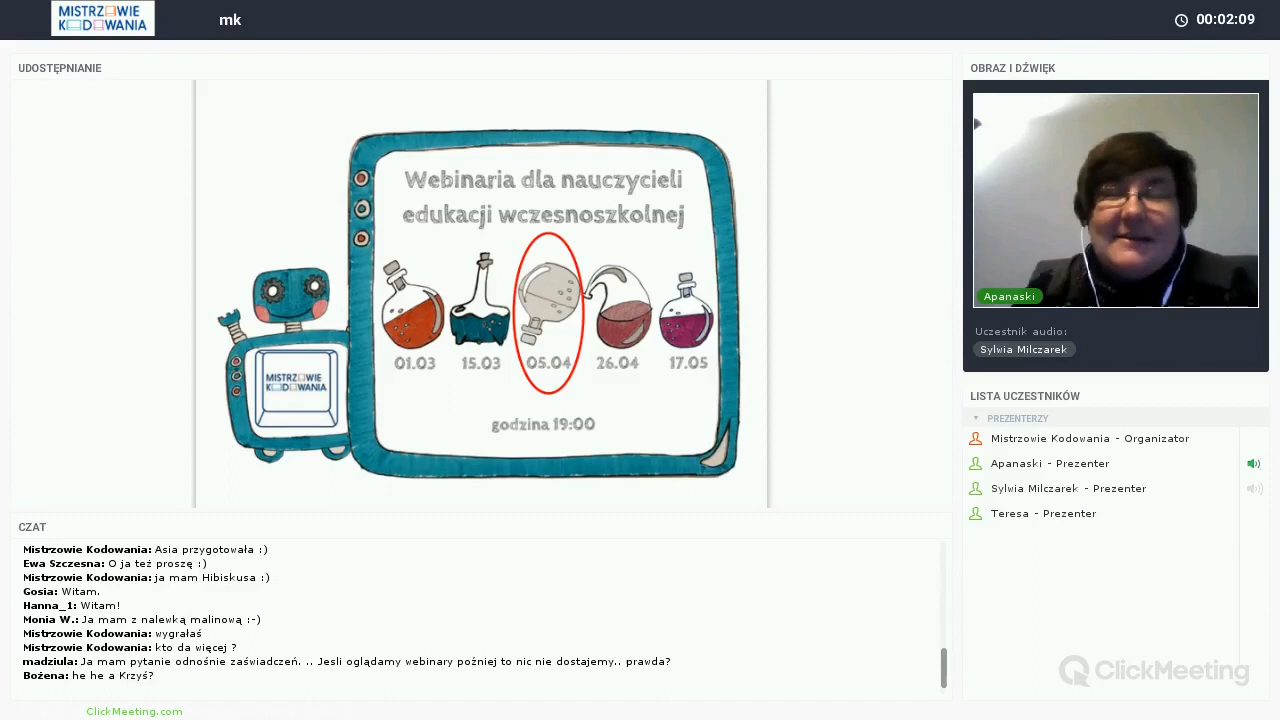 MISTRZOWIE
KODOWANIA
mk
00:02:09
UDOSTĘPNIANIE
Webinaria dla nauczycieli
edukacji wczesnoszkolnej
01.03
15.03
05.04
26.04
17.05
godzina 19:00
MISTRZOWIE
KODOWANIA
CZAT
Mistrzowie Kodowania: Asia przygotowała :)
Ewa Szczesna: O ja też proszę :)
Mistrzowie Kodowania: ja mam Hibiskusa :)
Gosia: Witam.
Hanna_1: Witam!
Monia W.: Ja mam z nalewką malinową :-)
Mistrzowie Kodowania: wygrałaś
Mistrzowie Kodowania: kto da więcej ?
madziula: Ja mam pytanie odnośnie zaświadczeń. .. Jesli oglądamy webinary poźniej to nic nie dostajemy.. prawda?
Bożena: he he a Krzyś?
ClickMeeting.com
OBRAZ I DŹWIĘK
Apanaski
Uczestnik audio:
Sylwia Milczarek
LISTA UCZESTNIKÓW
PREZENTERZY
Mistrzowie Kodowania - Organizator
Apanaski - Prezenter
Sylwia Milczarek - Prezenter
Teresa - Prezenter
ClickMeeting